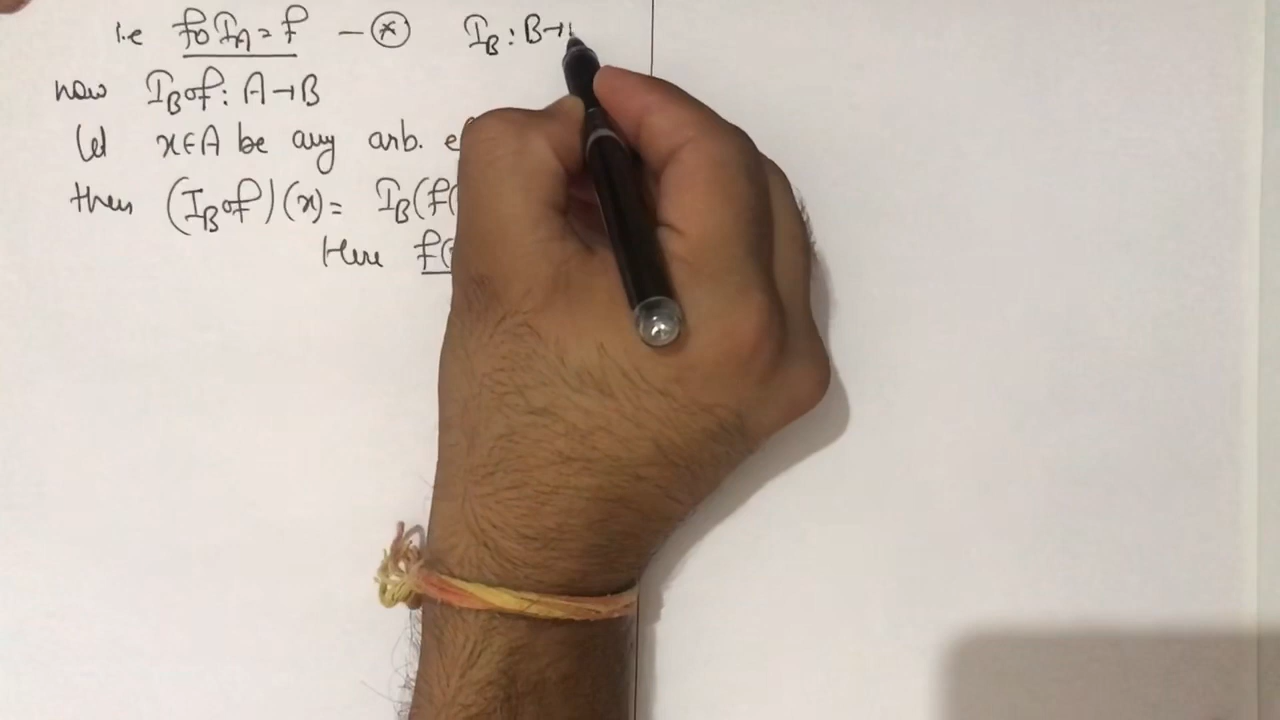 i.e foI_A = f — ⊛ I_B : B→
now I_Bof : A→B
let x∈A be any arb.
then (I_Bof)(x) = I_B(f(
Here f(